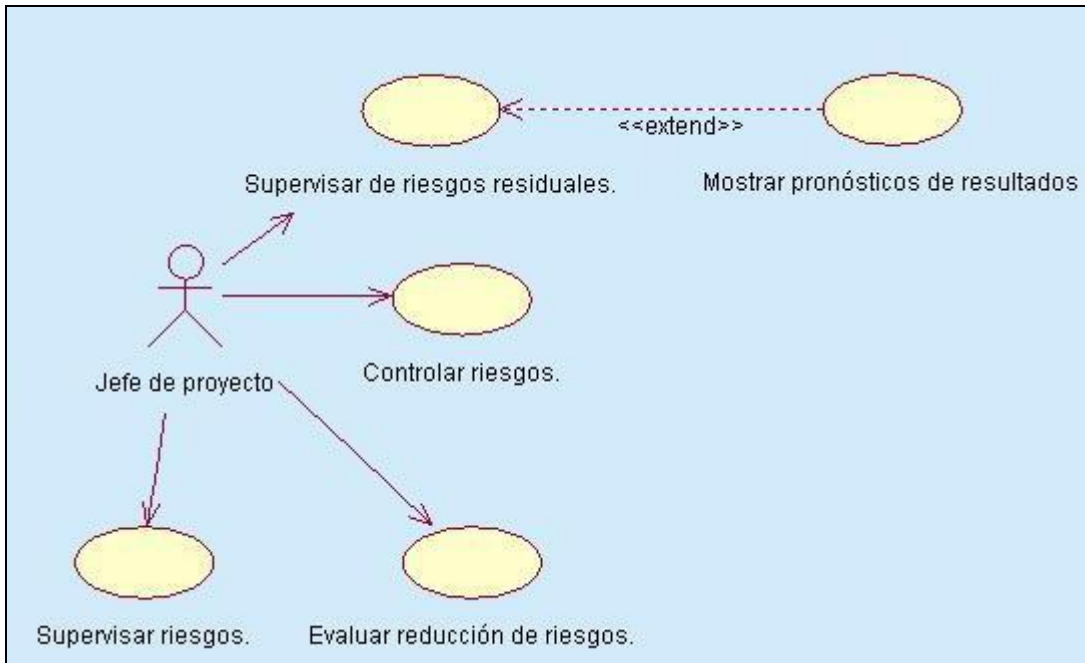 <<extend>>
Supervisar de riesgos residuales.
Mostrar pronósticos de resultados
Controlar riesgos.
Jefe de proyecto
Supervisar riesgos.
Evaluar reducción de riesgos.